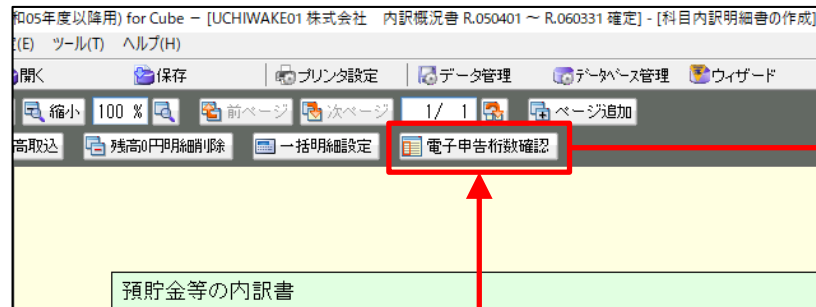 和05年度以降用) for Cube － [UCHIWAKE01 株式会社　内訳概況書 R.050401 ～ R.060331 確定] - [科目内訳明細書の作成]
(E) ツール(T) ヘルプ(H)
開く 保存 プリンタ設定 データ管理 データベース管理 ウィザード
縮小 100 % 前ページ 次ページ 1/ 1 ページ追加
高取込 残高0円明細削除 一括明細設定 電子申告桁数確認
預貯金等の内訳書